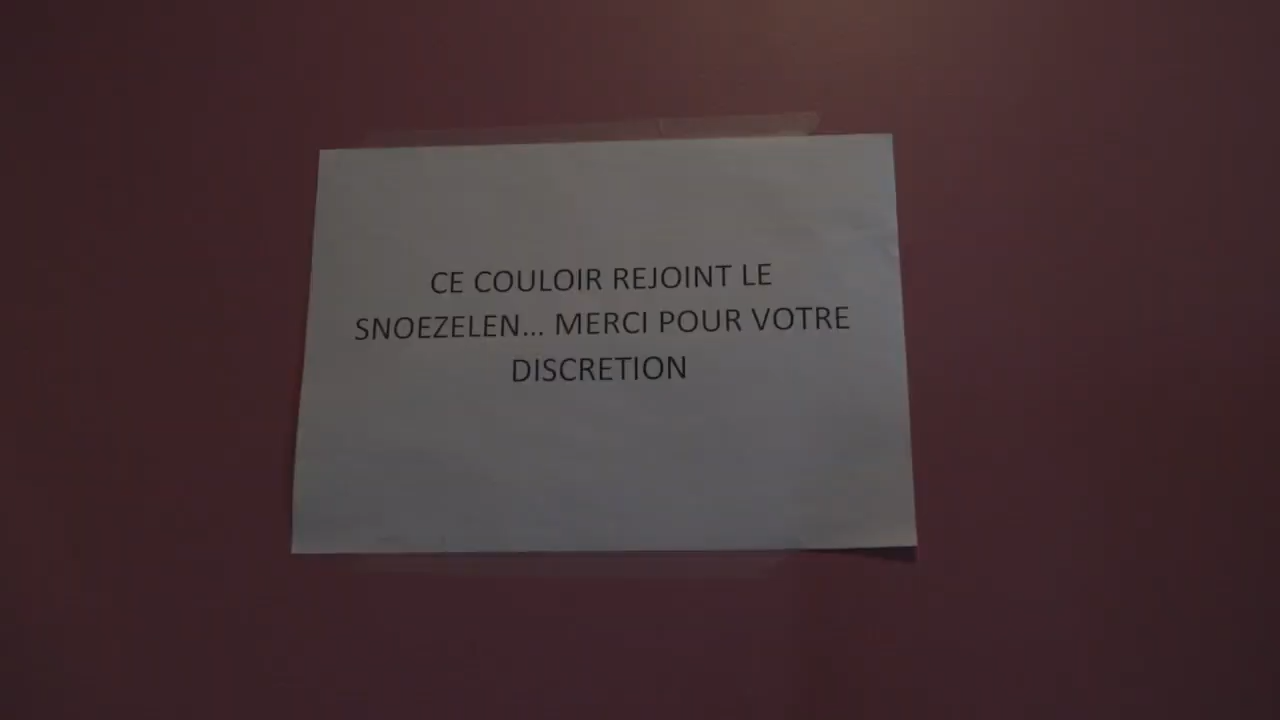 CE COULOIR REJOINT LE
SNOEZELEN... MERCI POUR VOTRE
DISCRETION